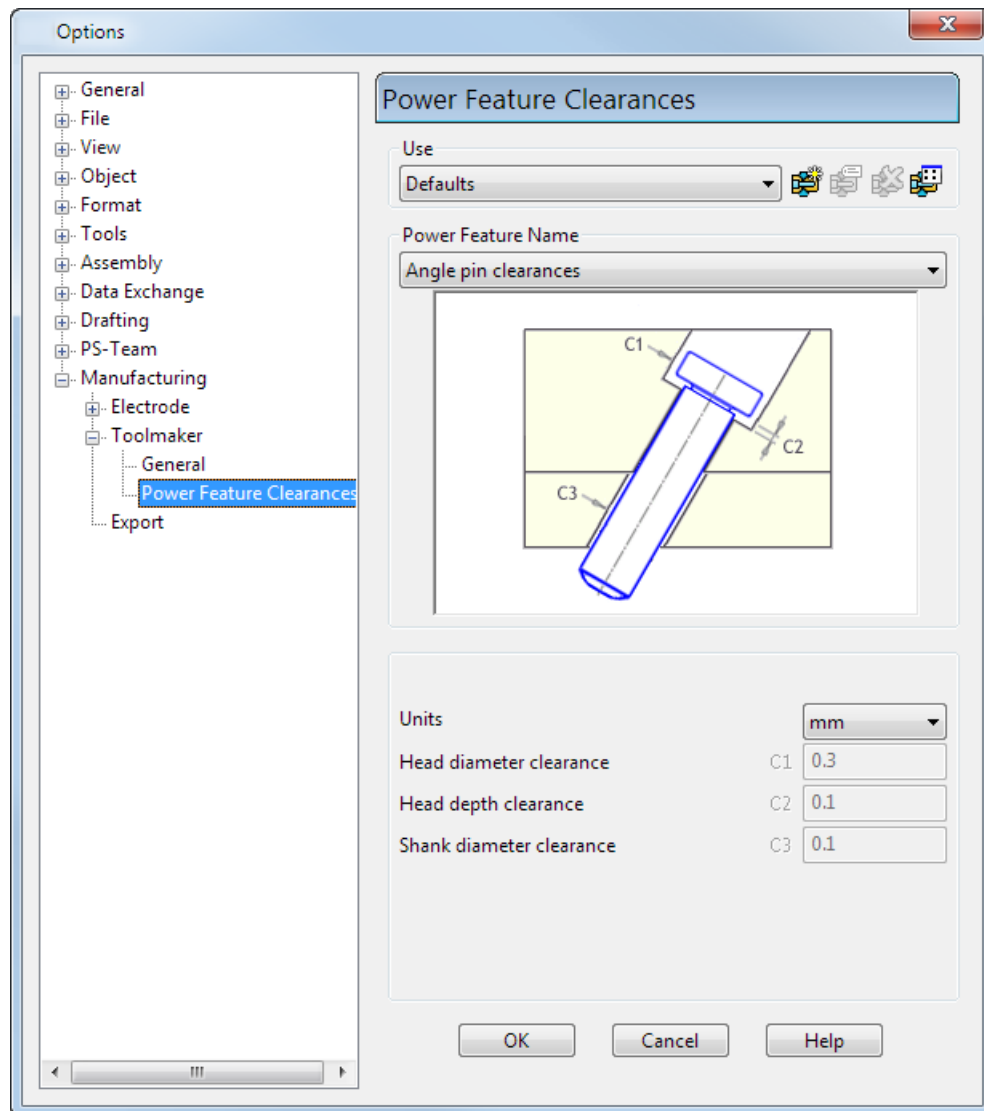 Options
General
File
View
Object
Format
Tools
Assembly
Data Exchange
Drafting
PS-Team
Manufacturing
Electrode
Toolmaker
General
Power Feature Clearances
Export
Power Feature Clearances
Use
Defaults
Power Feature Name
Angle pin clearances
C1
C2
C3
Units mm
Head diameter clearance C1 0.3
Head depth clearance C2 0.1
Shank diameter clearance C3 0.1
OK Cancel Help